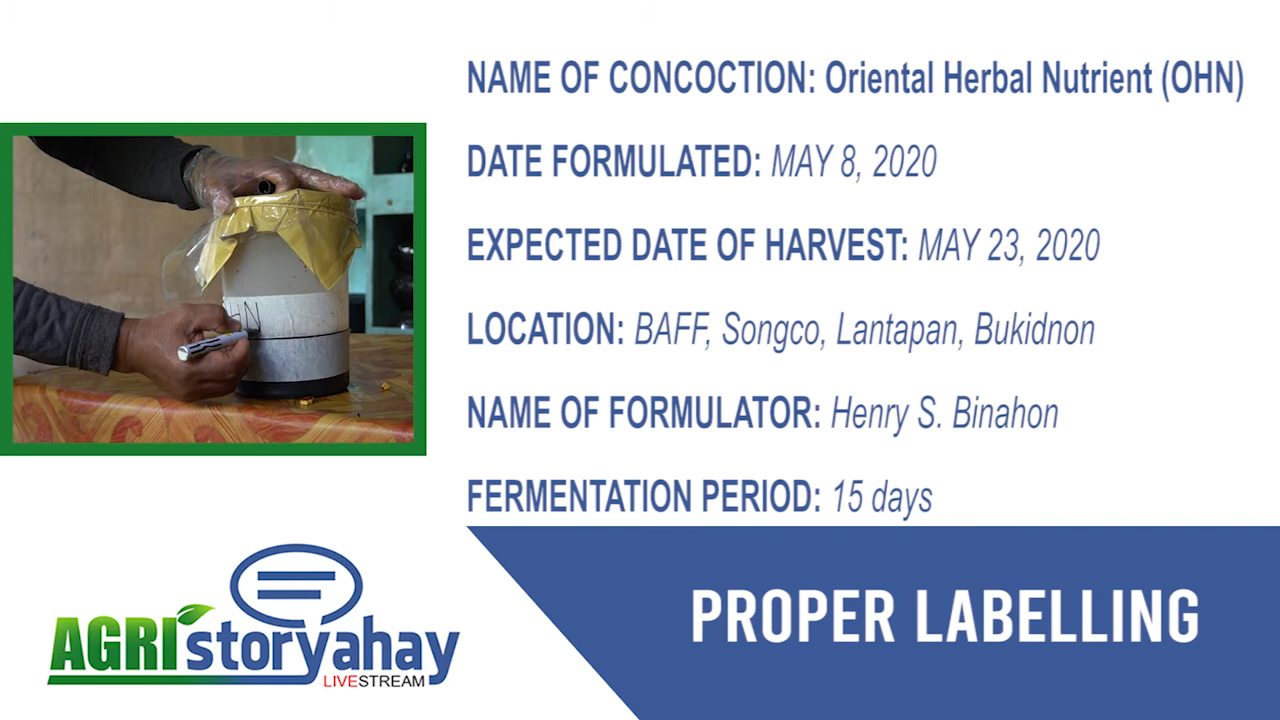 NAME OF CONCOCTION: Oriental Herbal Nutrient (OHN)
DATE FORMULATED: MAY 8, 2020
EXPECTED DATE OF HARVEST: MAY 23, 2020
LOCATION: BAFF, Songco, Lantapan, Bukidnon
NAME OF FORMULATOR: Henry S. Binahon
FERMENTATION PERIOD: 15 days
HN
AGRIstoryahay
LIVESTREAM
PROPER LABELLING